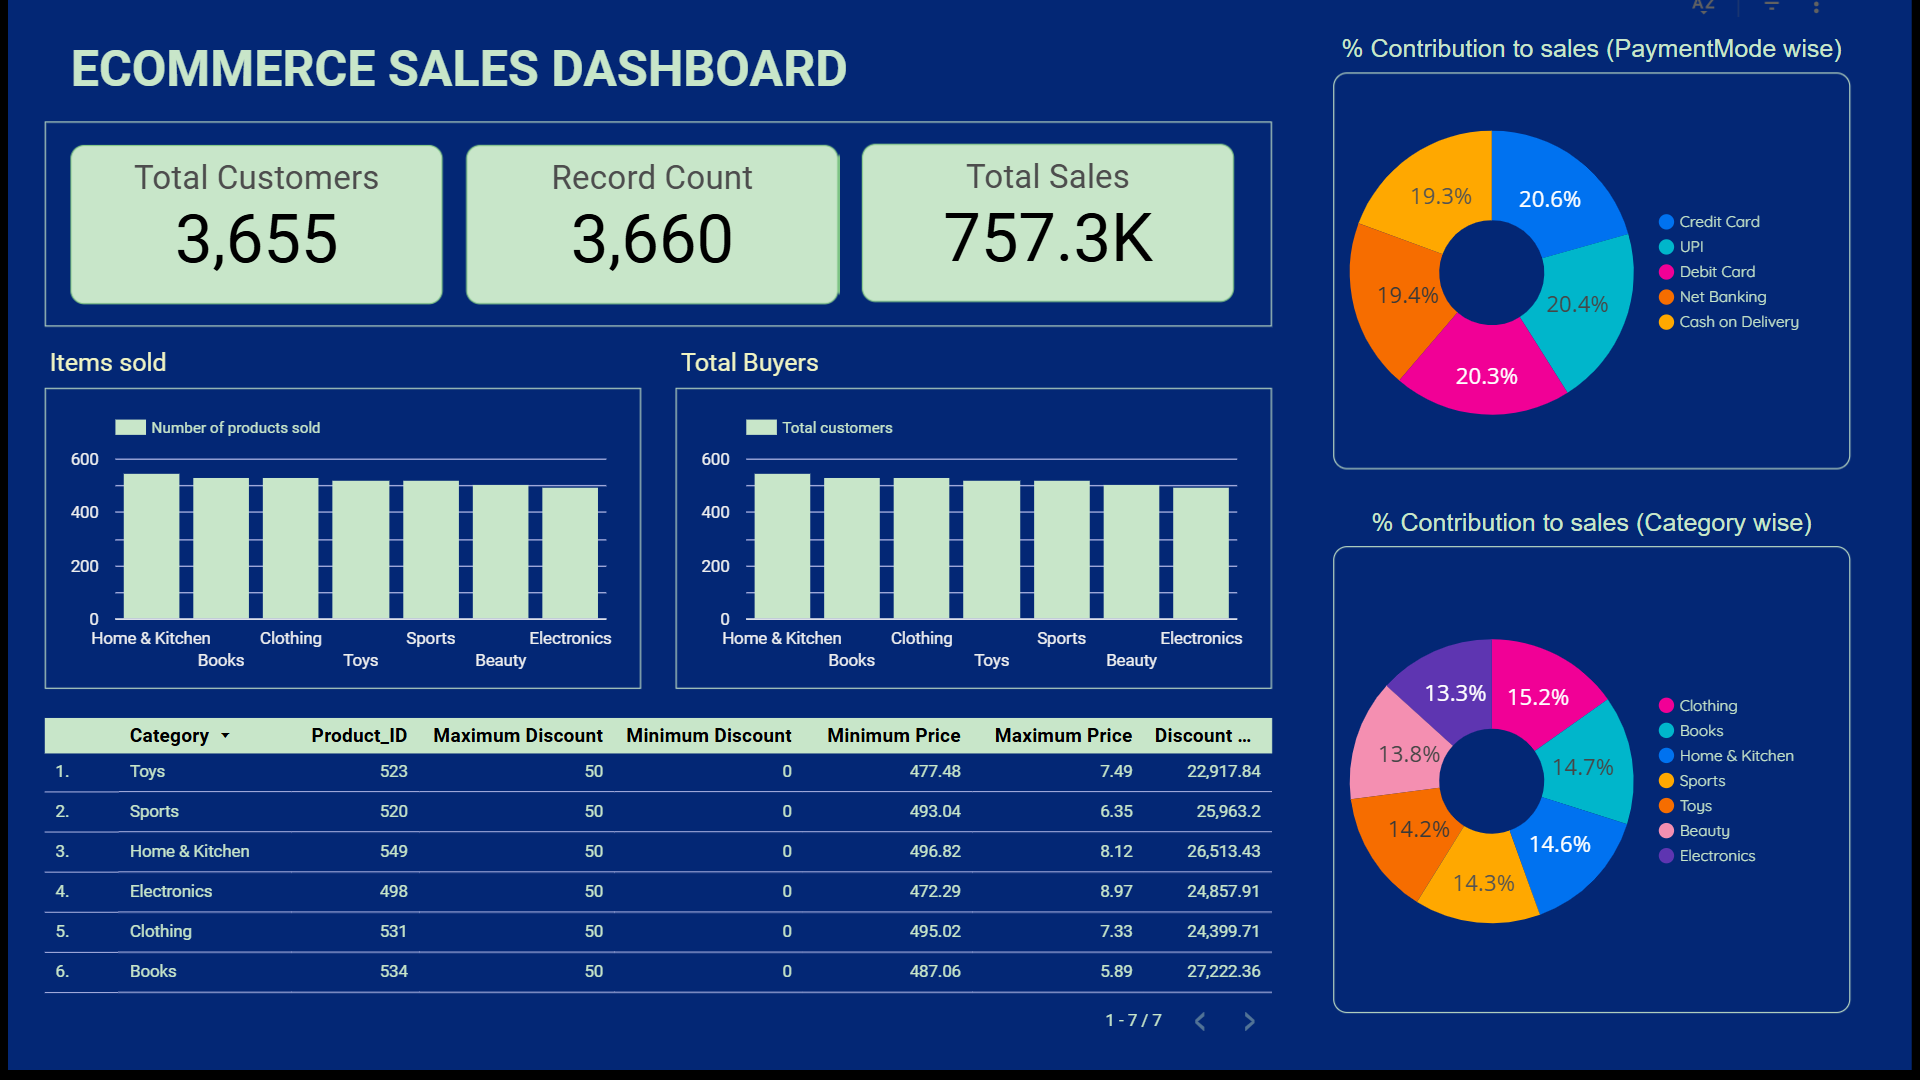 ECOMMERCE SALES DASHBOARD
Total Customers
3,655
Record Count
3,660
Total Sales
757.3K
Items sold
Number of products sold
600
400
200
0
Home & Kitchen
Books
Clothing
Toys
Sports
Beauty
Electronics
Total Buyers
Total customers
600
400
200
0
Home & Kitchen
Books
Clothing
Toys
Sports
Beauty
Electronics
Category Product_ID Maximum Discount Minimum Discount Minimum Price Maximum Price Discount ...
1. Toys 523 50 0 477.48 7.49 22,917.84
2. Sports 520 50 0 493.04 6.35 25,963.2
3. Home & Kitchen 549 50 0 496.82 8.12 26,513.43
4. Electronics 498 50 0 472.29 8.97 24,857.91
5. Clothing 531 50 0 495.02 7.33 24,399.71
6. Books 534 50 0 487.06 5.89 27,222.36
1 - 7 / 7
AZ
% Contribution to sales (PaymentMode wise)
20.6%
20.4%
20.3%
19.4%
19.3%
Credit Card
UPI
Debit Card
Net Banking
Cash on Delivery
% Contribution to sales (Category wise)
15.2%
14.7%
14.6%
14.3%
14.2%
13.8%
13.3%
Clothing
Books
Home & Kitchen
Sports
Toys
Beauty
Electronics